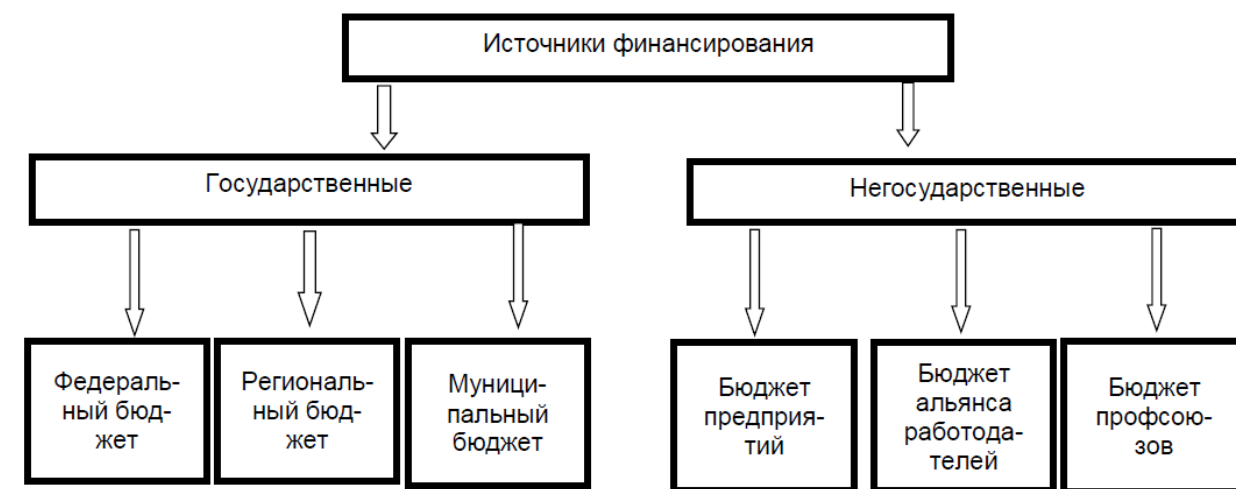 Источники финансирования
Государственные
Негосударственные
Федераль-
ный бюд-
жет
Региональ-
ный бюд-
жет
Муници-
пальный
бюджет
Бюджет
предприя-
тий
Бюджет
альянса
работода-
телей
Бюджет
профсою-
зов